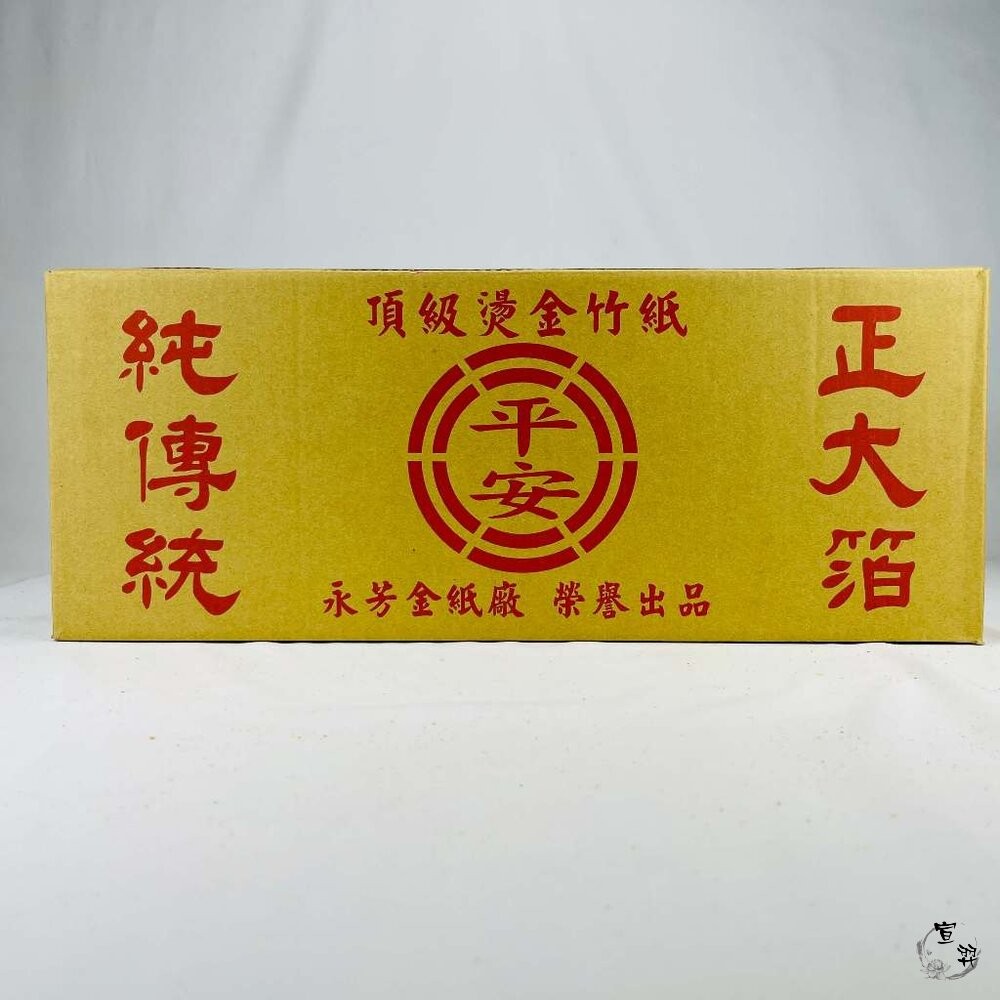 頂級燙金竹紙
正大箔
平安
純傳統
永芳金紙廠 榮譽出品